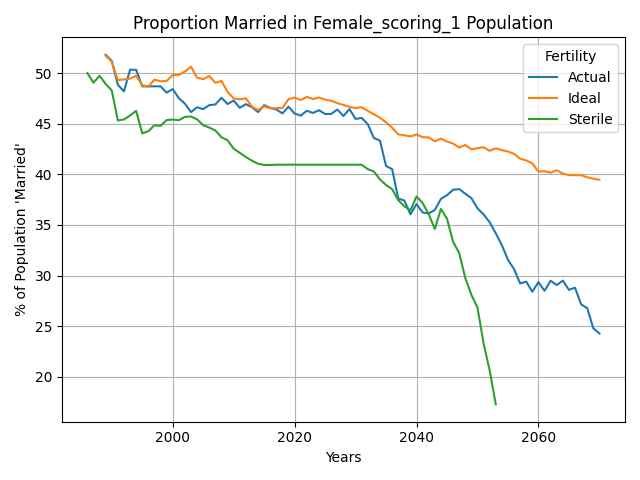 Proportion Married in Female_scoring_1 Population
% of Population 'Married'
50
45
40
35
30
25
20
Fertility
Actual
Ideal
Sterile
2000
2020
2040
2060
Years